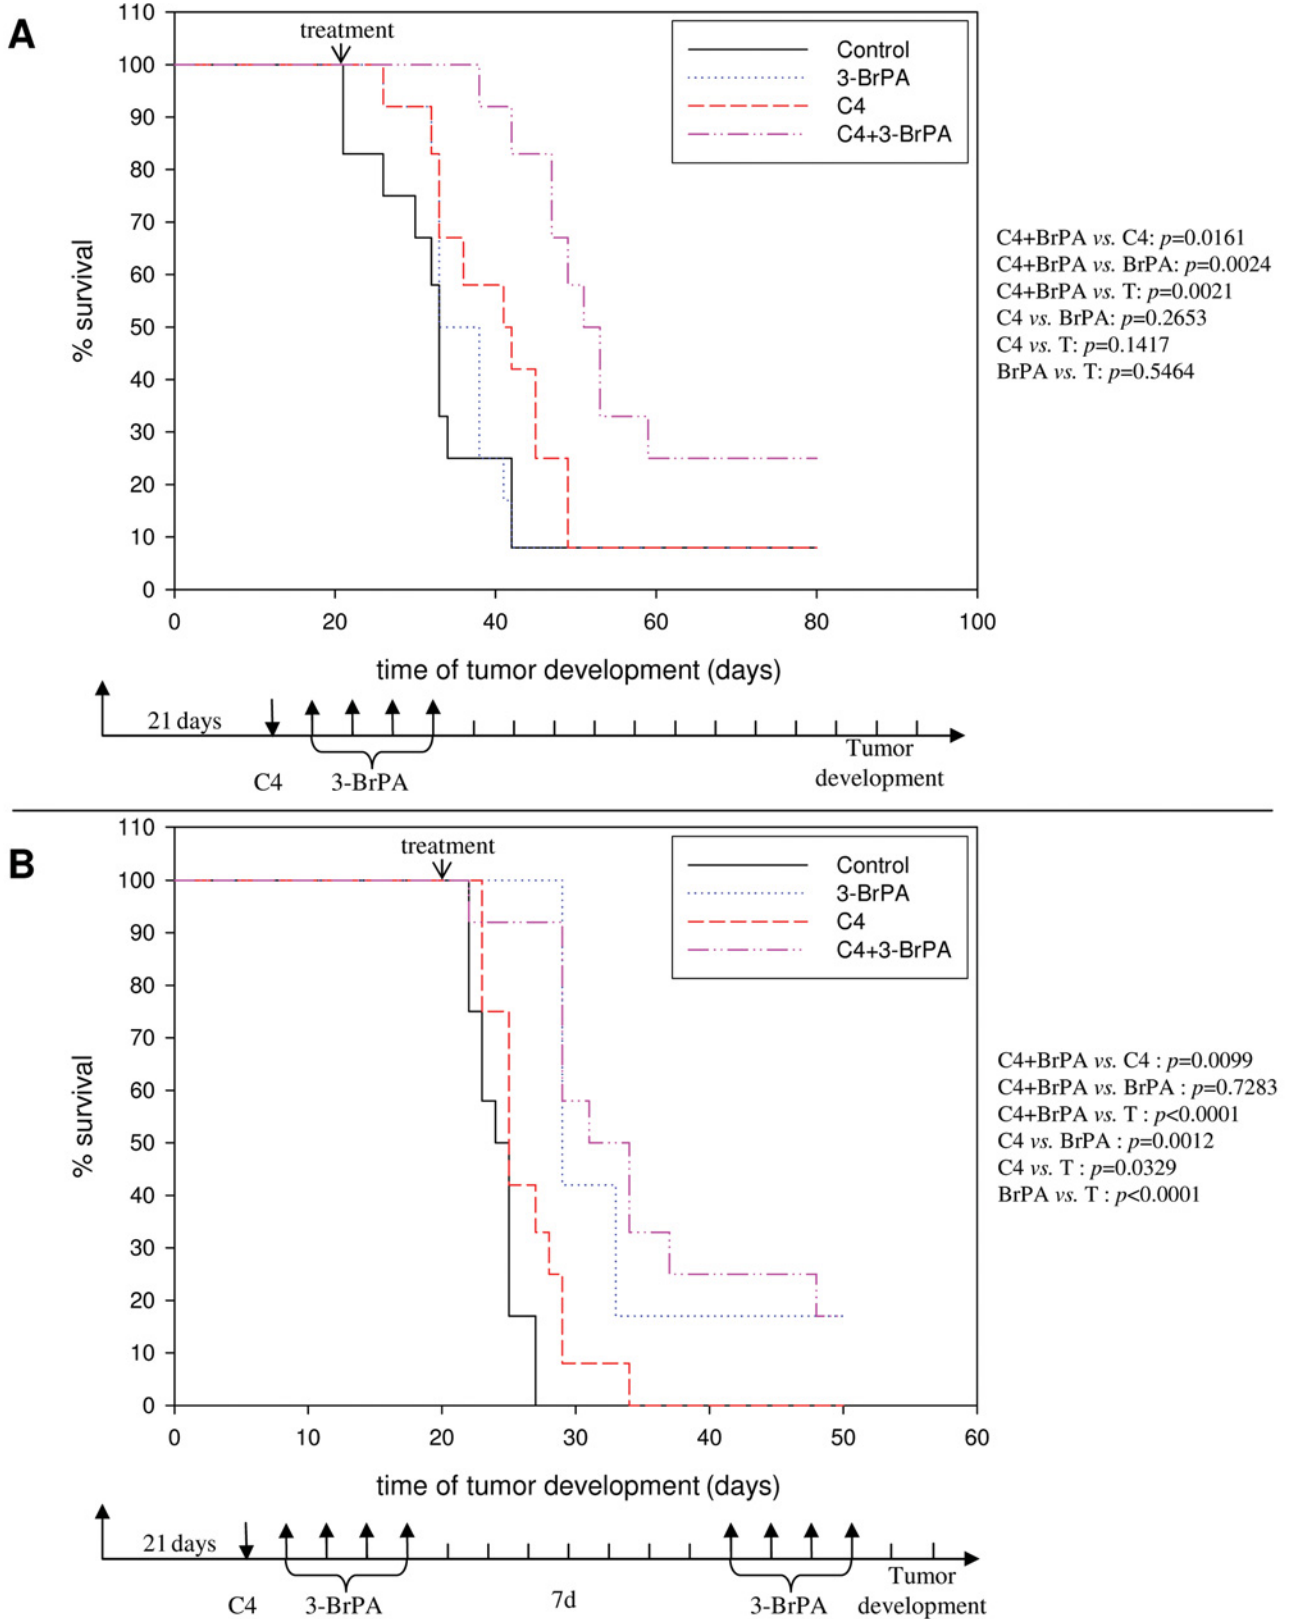 A
110
treatment
100
90
80
70
60
50
40
30
20
10
0
% survival
Control
3-BrPA
C4
C4+3-BrPA
C4+BrPA vs. C4: p=0.0161
C4+BrPA vs. BrPA: p=0.0024
C4+BrPA vs. T: p=0.0021
C4 vs. BrPA: p=0.2653
C4 vs. T: p=0.1417
BrPA vs. T: p=0.5464
0 20 40 60 80 100
time of tumor development (days)
21 days
C4 3-BrPA
Tumor
development
B
110
treatment
100
90
80
70
60
50
40
30
20
10
0
% survival
Control
3-BrPA
C4
C4+3-BrPA
C4+BrPA vs. C4 : p=0.0099
C4+BrPA vs. BrPA : p=0.7283
C4+BrPA vs. T : p<0.0001
C4 vs. BrPA : p=0.0012
C4 vs. T : p=0.0329
BrPA vs. T : p<0.0001
0 10 20 30 40 50 60
time of tumor development (days)
21 days
C4 3-BrPA 7d 3-BrPA
Tumor
development